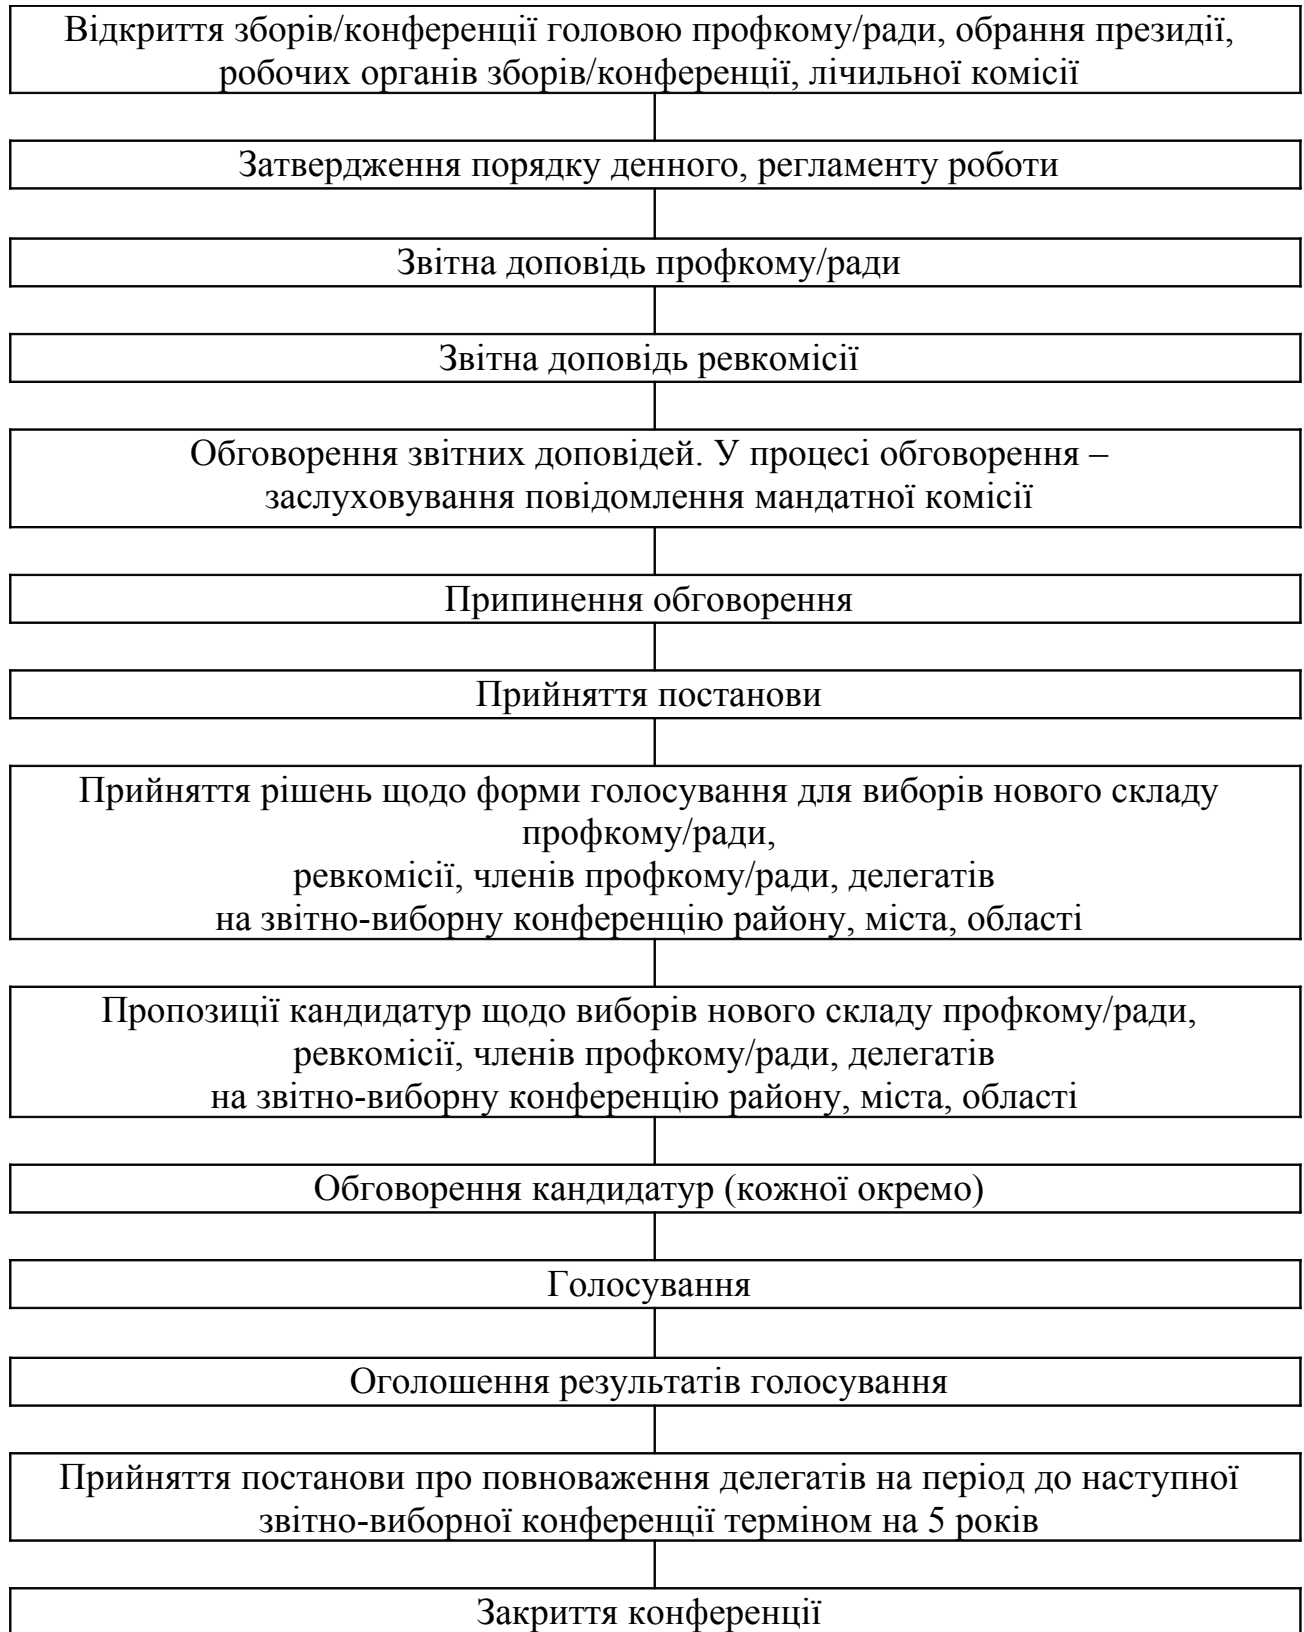 Відкриття зборів/конференції головою профкому/ради, обрання президії,
робочих органів зборів/конференції, лічильної комісії
Затвердження порядку денного, регламенту роботи
Звітна доповідь профкому/ради
Звітна доповідь ревкомісії
Обговорення звітних доповідей. У процесі обговорення –
заслуховування повідомлення мандатної комісії
Припинення обговорення
Прийняття постанови
Прийняття рішень щодо форми голосування для виборів нового складу
профкому/ради,
ревкомісії, членів профкому/ради, делегатів
на звітно-виборну конференцію району, міста, області
Пропозиції кандидатур щодо виборів нового складу профкому/ради,
ревкомісії, членів профкому/ради, делегатів
на звітно-виборну конференцію району, міста, області
Обговорення кандидатур (кожної окремо)
Голосування
Оголошення результатів голосування
Прийняття постанови про повноваження делегатів на період до наступної
звітно-виборної конференції терміном на 5 років
Закриття конференції